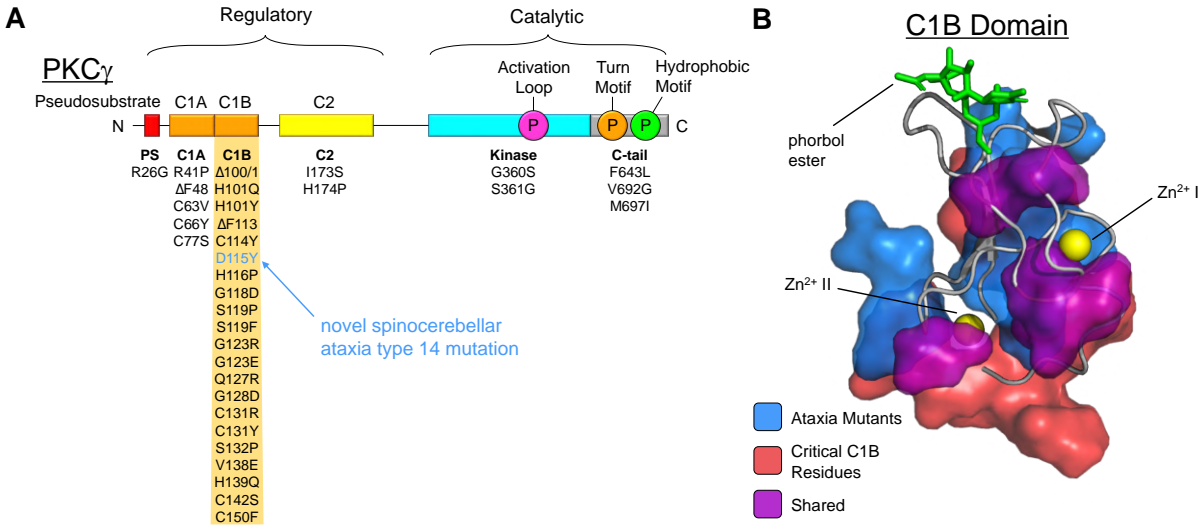 A
Regulatory
Catalytic
PKCγ
Activation
Loop
Turn
Motif
Hydrophobic
Motif
Pseudosubstrate
C1A
C1B
C2
N
P
P
P
C
PS
R26G
C1A
R41P
ΔF48
C63V
C66Y
C77S
C1B
Δ100/1
H101Q
H101Y
ΔF113
C114Y
D115Y
H116P
G118D
S119P
S119F
G123R
G123E
Q127R
G128D
C131R
C131Y
S132P
V138E
H139Q
C142S
C150F
C2
I173S
H174P
Kinase
G360S
S361G
C-tail
F643L
V692G
M697I
novel spinocerebellar
ataxia type 14 mutation
B
C1B Domain
phorbol
ester
Zn²⁺ I
Zn²⁺ II
Ataxia Mutants
Critical C1B
Residues
Shared